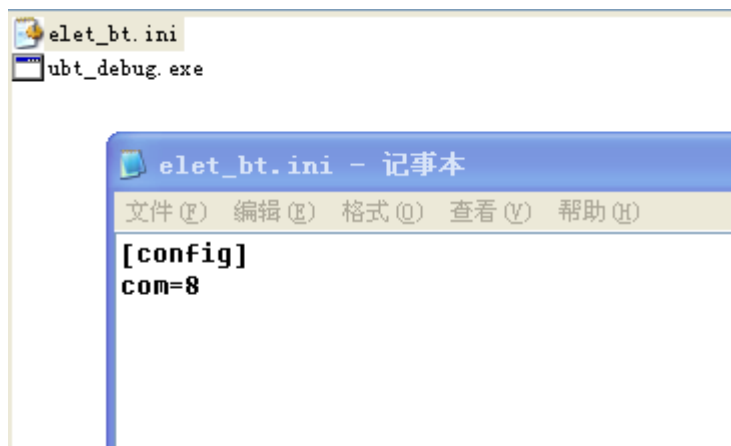 elet_bt.ini
ubt_debug.exe
elet_bt.ini - 记事本
文件(F) 编辑(E) 格式(O) 查看(V) 帮助(H)
[config]
com=8